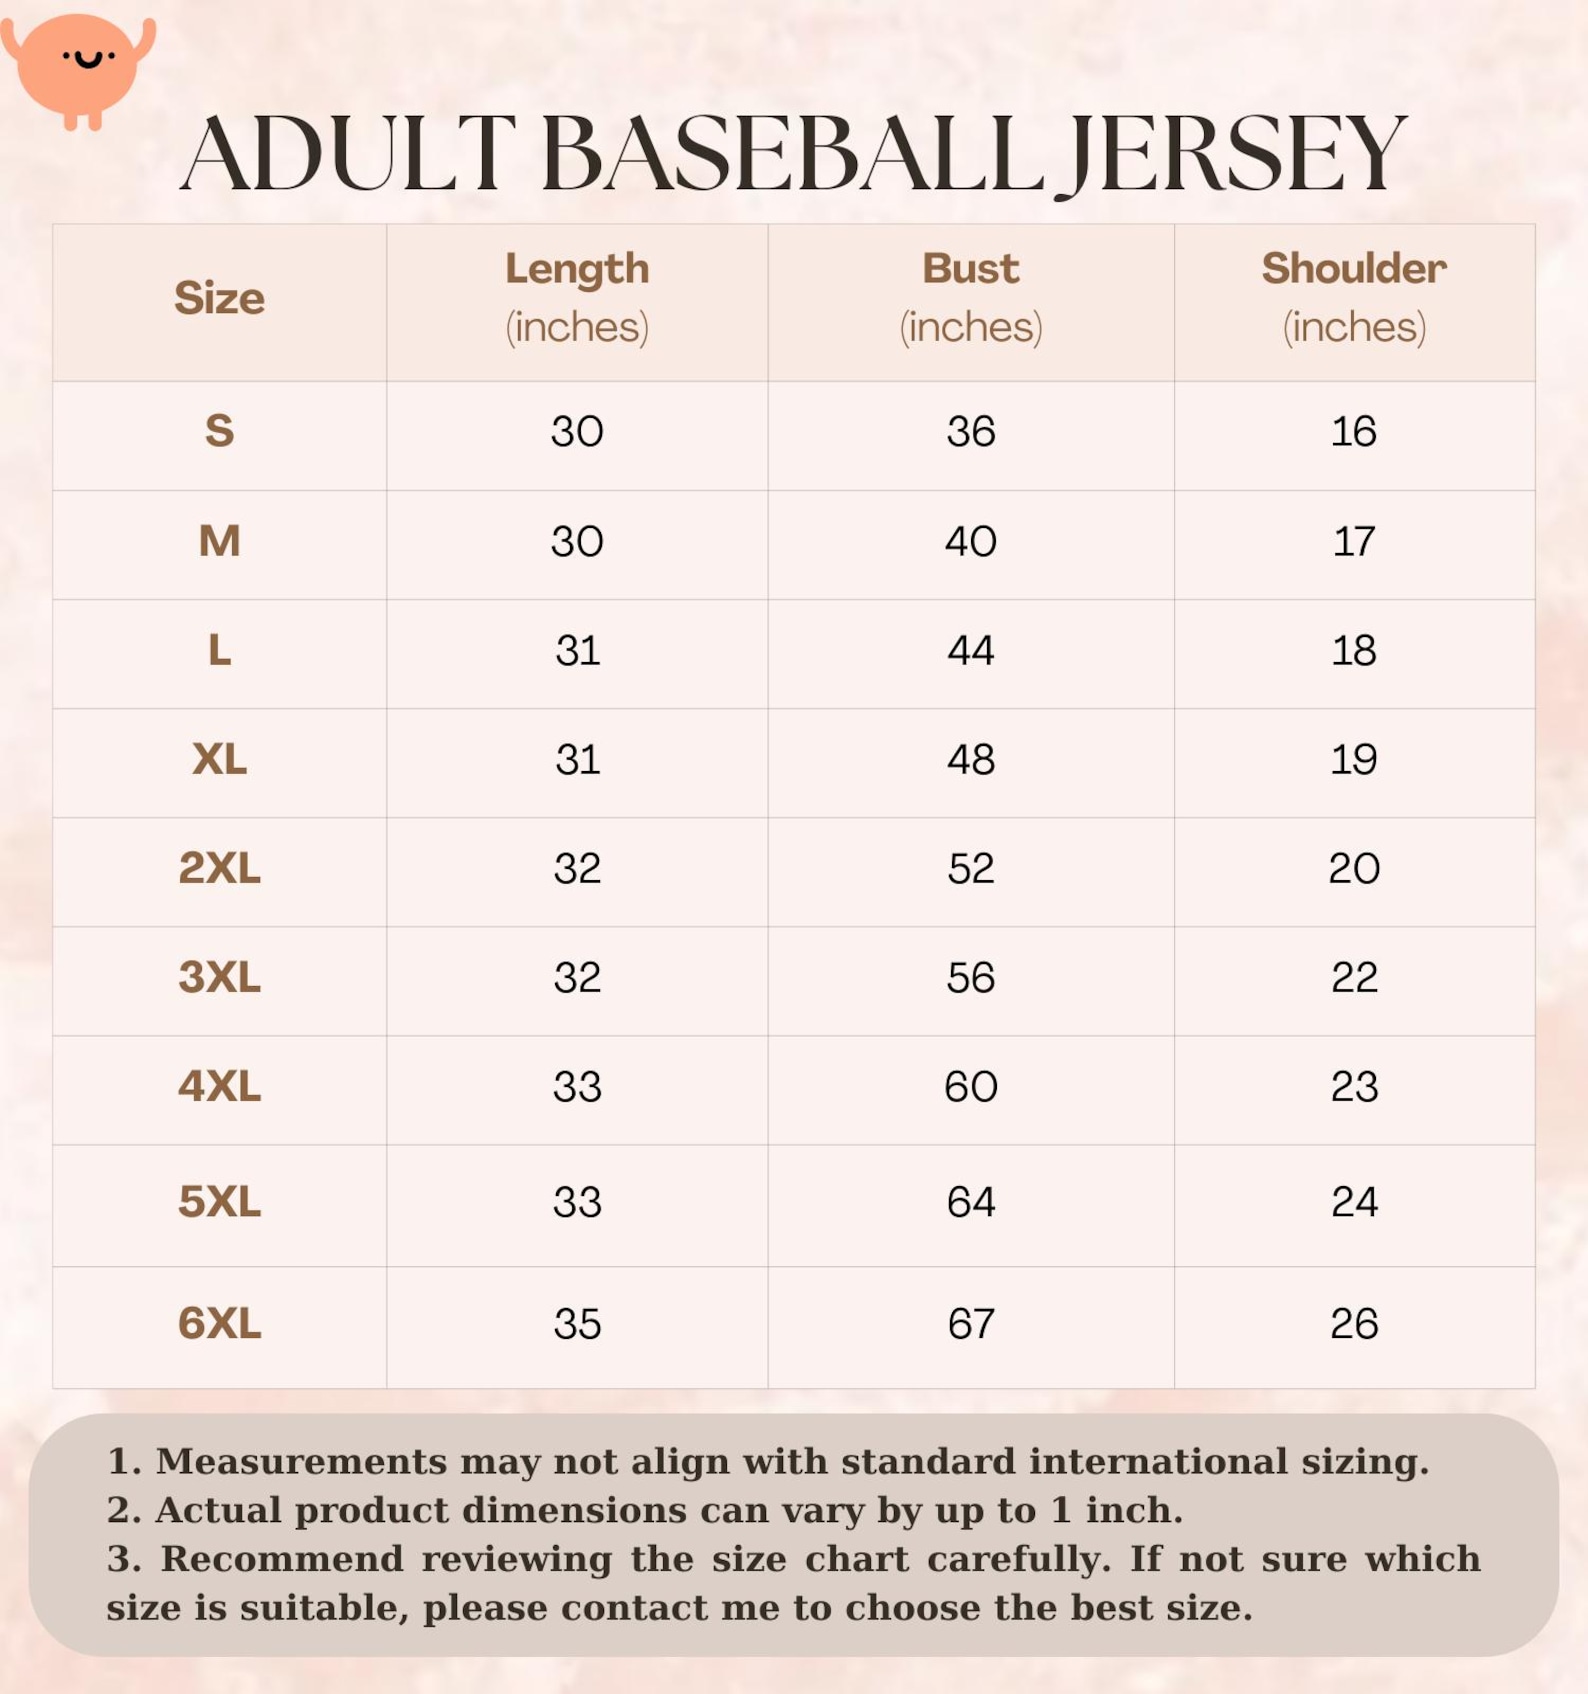 ADULT BASEBALL JERSEY
Size Length (inches) Bust (inches) Shoulder (inches)
S 30 36 16
M 30 40 17
L 31 44 18
XL 31 48 19
2XL 32 52 20
3XL 32 56 22
4XL 33 60 23
5XL 33 64 24
6XL 35 67 26
1. Measurements may not align with standard international sizing.
2. Actual product dimensions can vary by up to 1 inch.
3. Recommend reviewing the size chart carefully. If not sure which
size is suitable, please contact me to choose the best size.